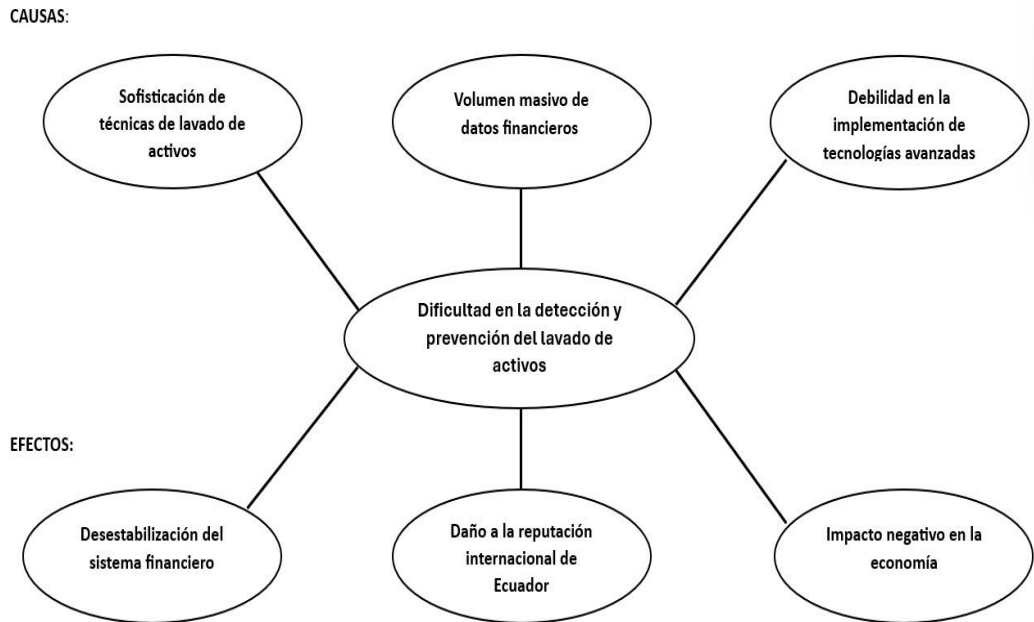 CAUSAS:
Sofisticación de
técnicas de lavado de
activos
Volumen masivo de
datos financieros
Debilidad en la
implementación de
tecnologías avanzadas
Dificultad en la detección y
prevención del lavado de
activos
EFECTOS:
Desestabilización del
sistema financiero
Daño a la reputación
internacional de
Ecuador
Impacto negativo en la
economía